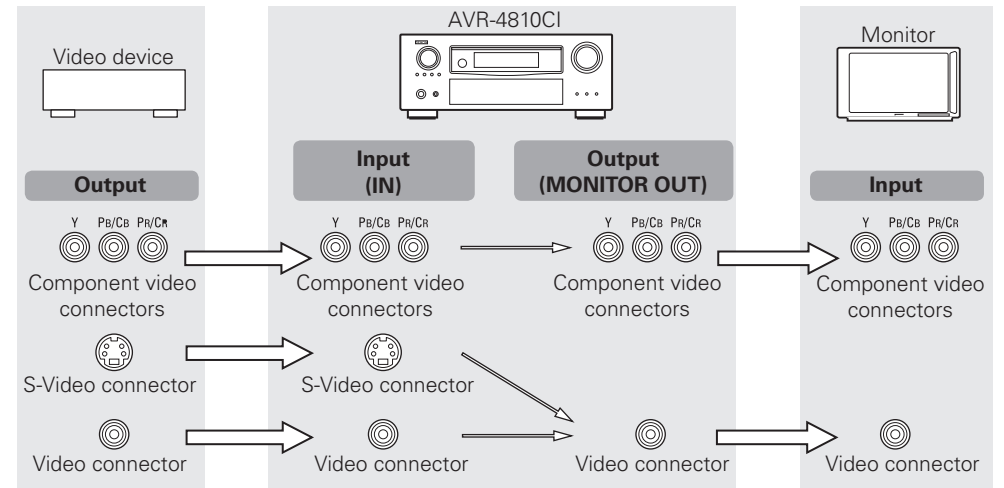 AVR-4810CI
Video device
Monitor
Output
Input
(IN)
Output
(MONITOR OUT)
Input
Y PB/CB PR/CR
Y PB/CB PR/CR
Y PB/CB PR/CR
Y PB/CB PR/CR
Component video
connectors
Component video
connectors
Component video
connectors
Component video
connectors
S-Video connector
S-Video connector
Video connector
Video connector
Video connector
Video connector